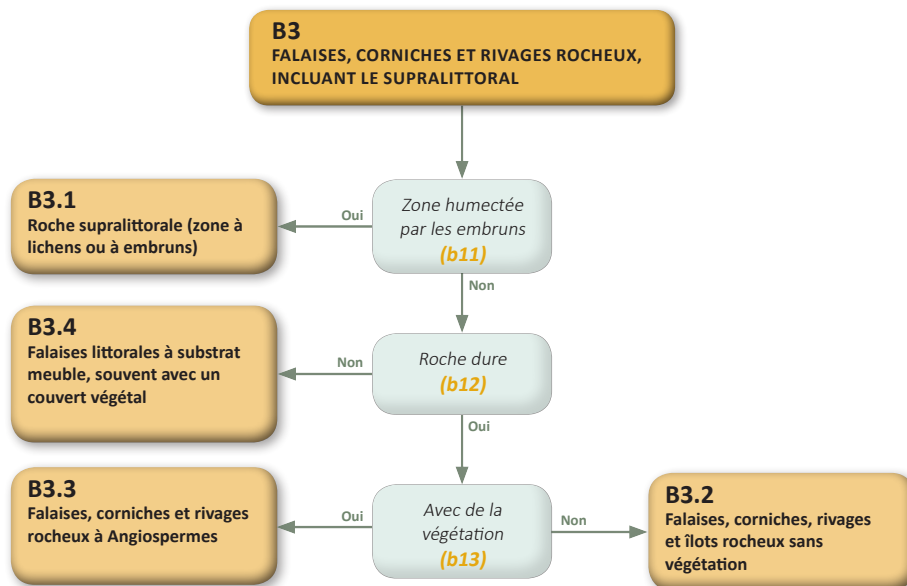 B3
FALAISES, CORNICHES ET RIVAGES ROCHEUX,
INCLUANT LE SUPRALITTORAL
B3.1
Roche supralittorale (zone à
lichens ou à embruns)
Oui
Zone humectée
par les embruns
(b11)
Non
B3.4
Falaises littorales à substrat
meuble, souvent avec un
couvert végétal
Non
Roche dure
(b12)
Oui
B3.3
Falaises, corniches et rivages
rocheux à Angiospermes
Oui
Avec de la
végétation
(b13)
Non
B3.2
Falaises, corniches, rivages
et îlots rocheux sans
végétation